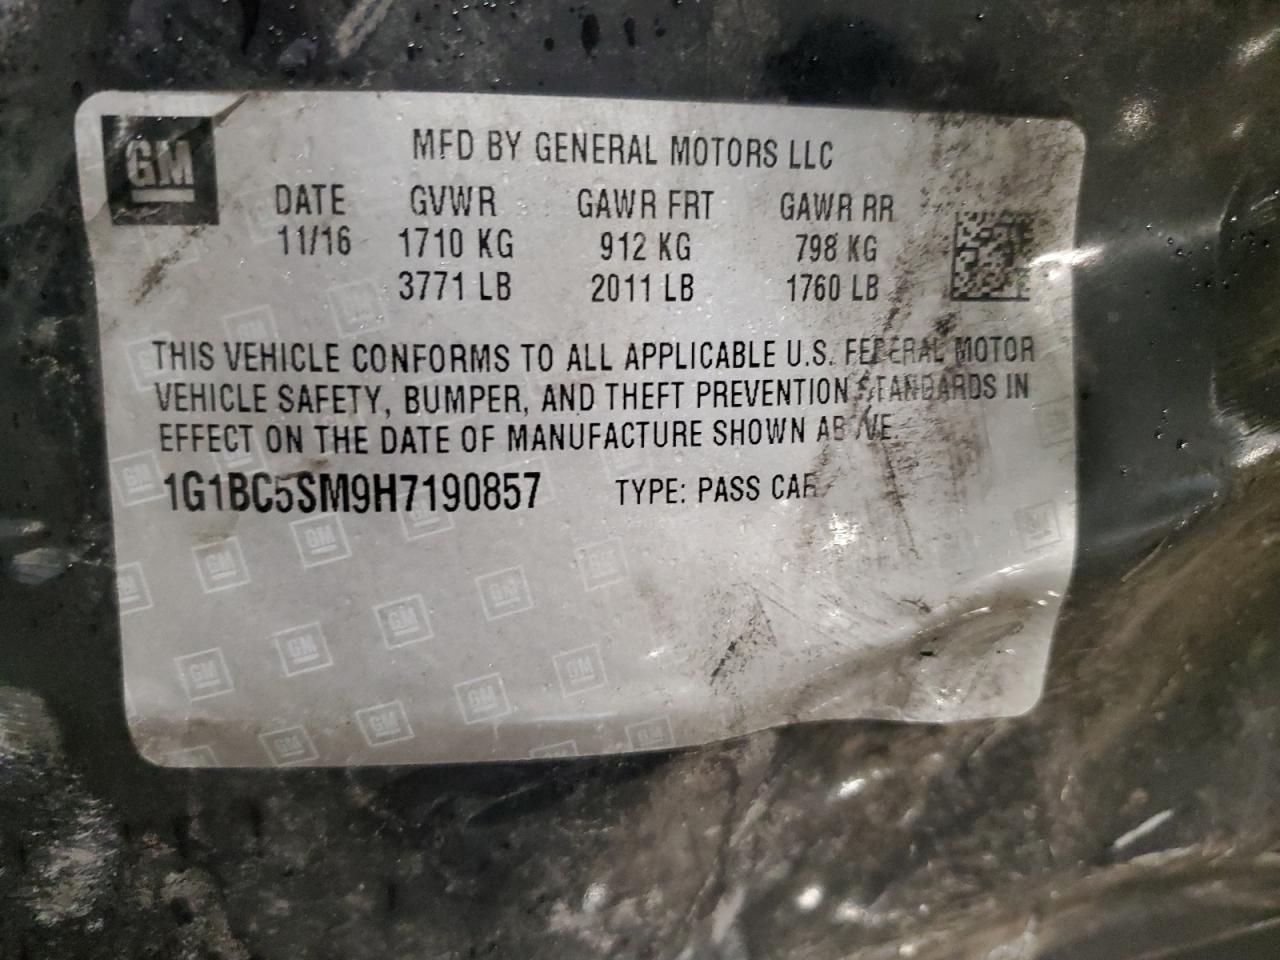 GM
MFD BY GENERAL MOTORS LLC
DATE GVWR GAWR FRT GAWR RR
11/16 1710 KG 912 KG 798 KG
3771 LB 2011 LB 1760 LB
THIS VEHICLE CONFORMS TO ALL APPLICABLE U.S. FEDERAL MOTOR
VEHICLE SAFETY, BUMPER, AND THEFT PREVENTION STANDARDS IN
EFFECT ON THE DATE OF MANUFACTURE SHOWN ABOVE.
1G1BC5SM9H7190857 TYPE: PASS CAR